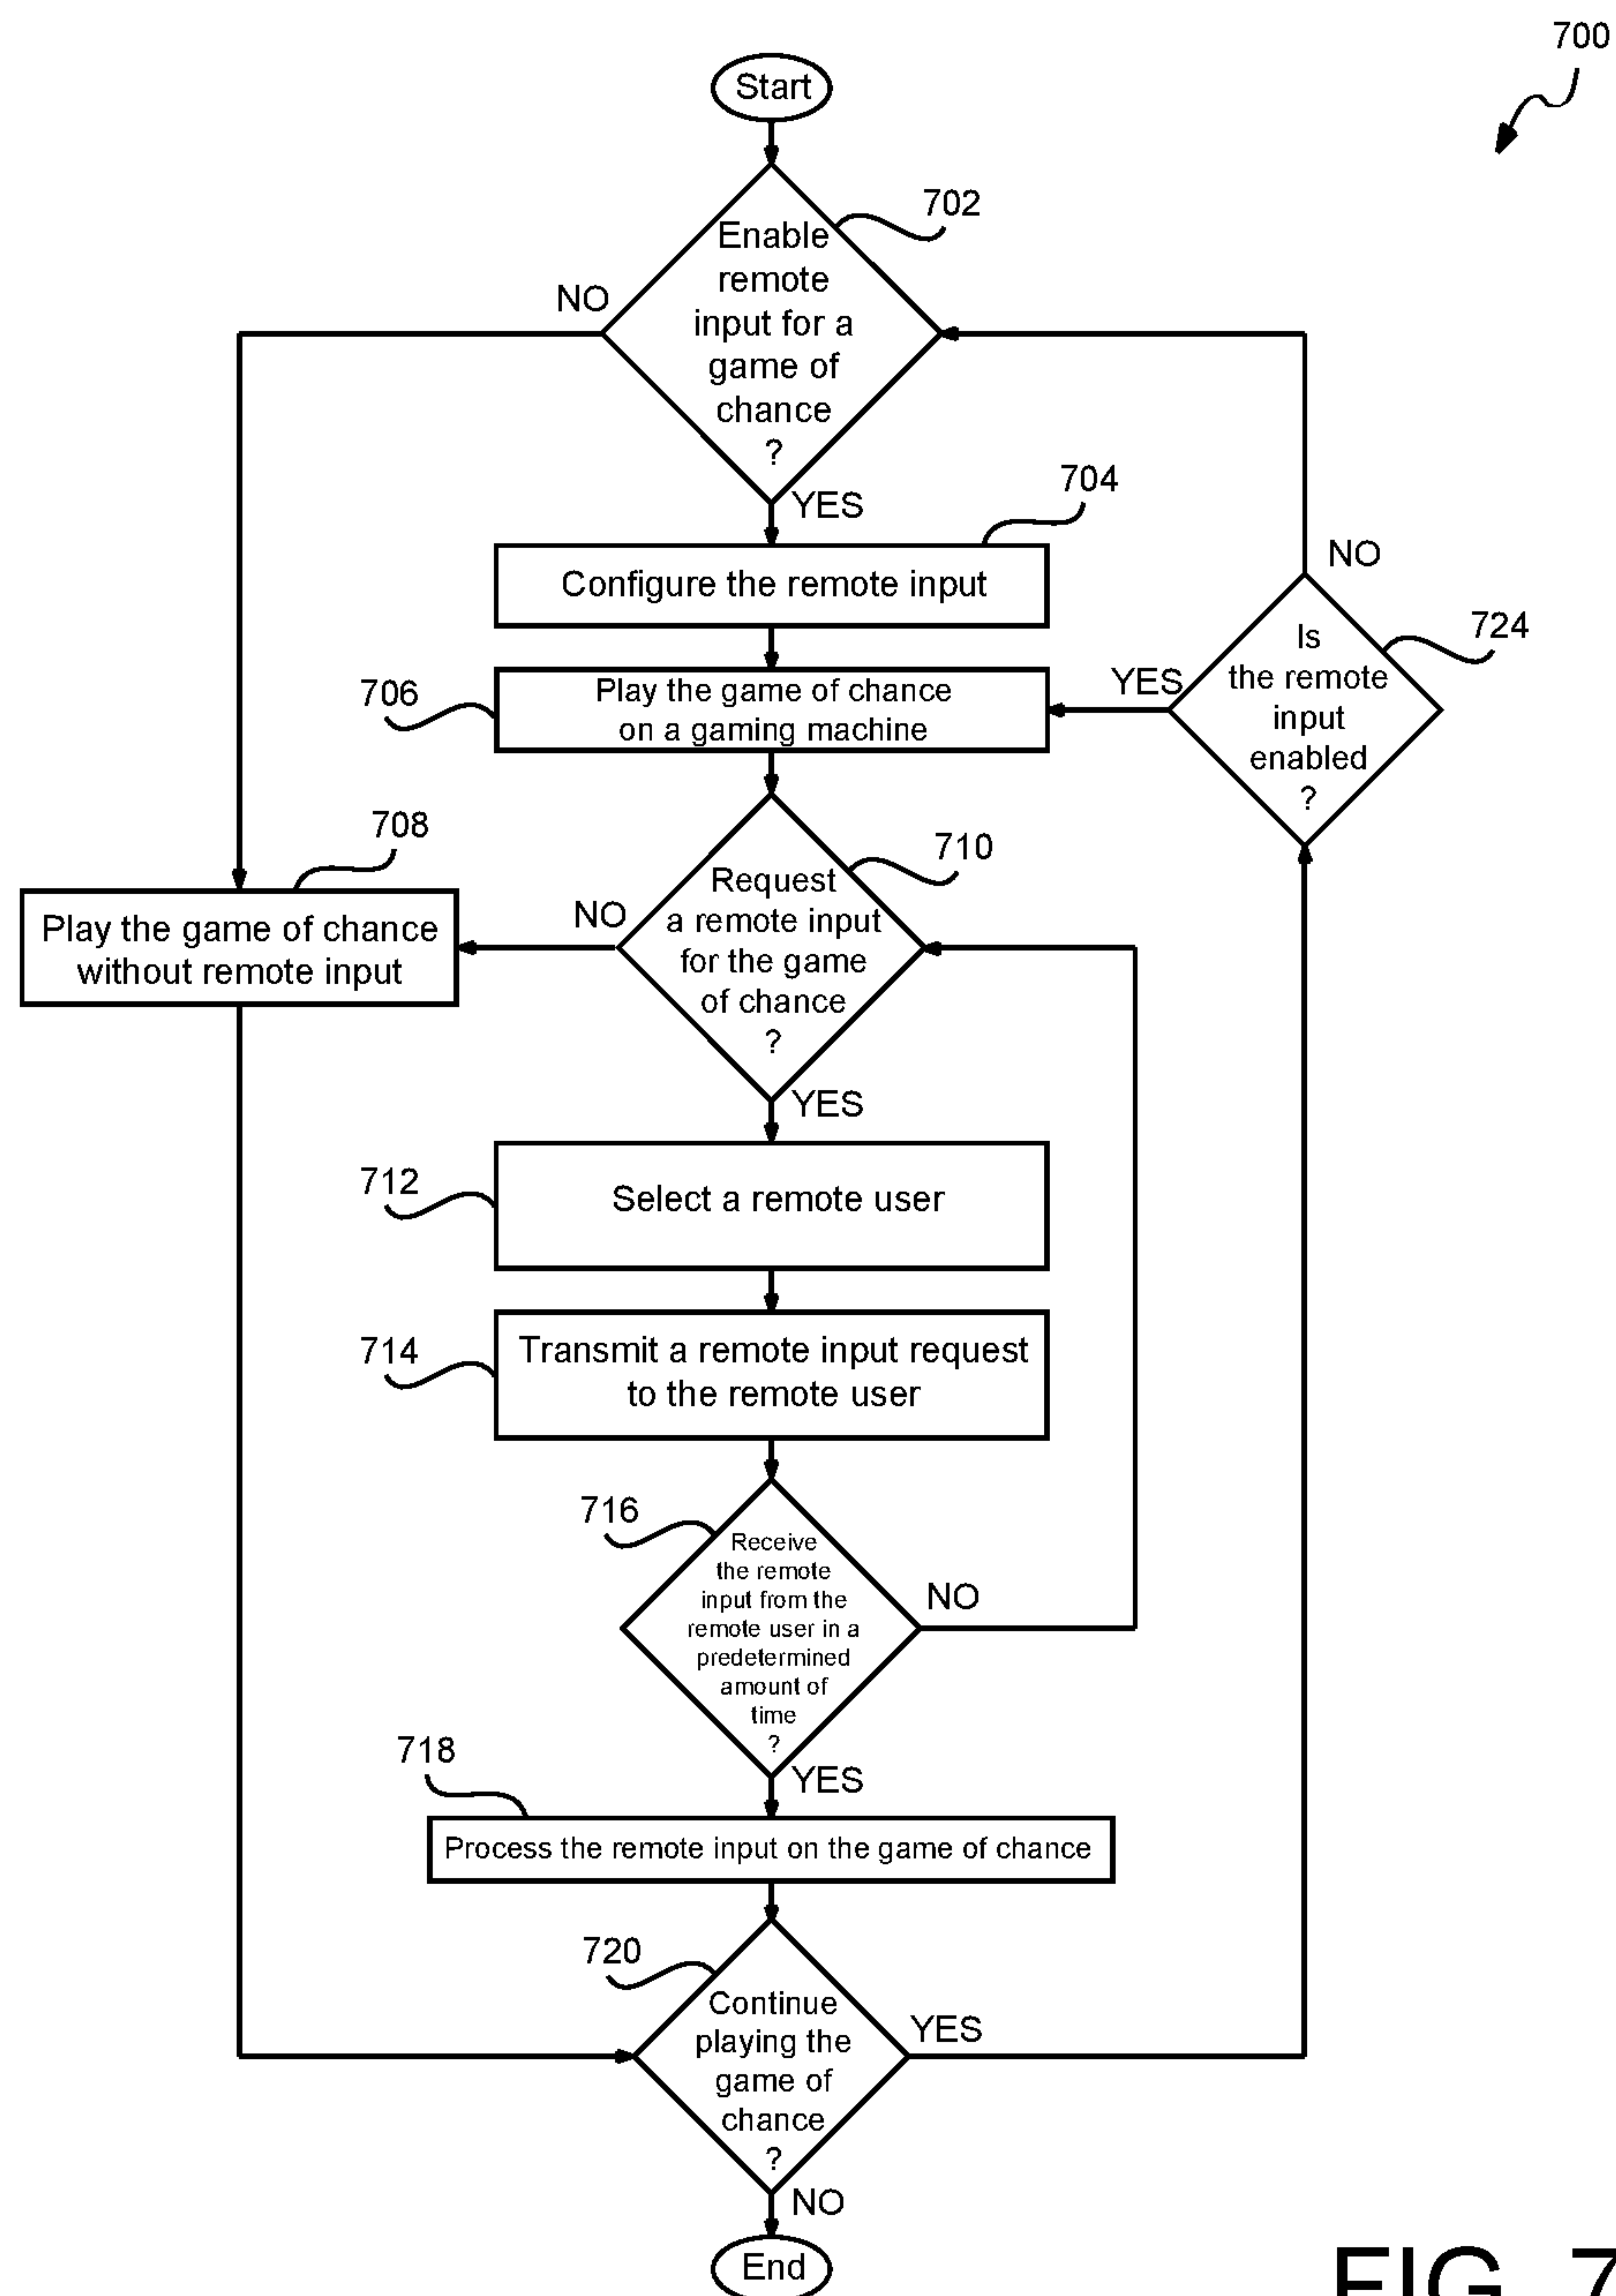 700
Start
702
Enable
remote
input for a
game of
chance
?
NO
YES
704
Configure the remote input
NO
724
Is
the remote
input
enabled
?
YES
706
Play the game of chance
on a gaming machine
708
Play the game of chance
without remote input
710
Request
a remote input
for the game
of chance
?
NO
YES
712
Select a remote user
714
Transmit a remote input request
to the remote user
716
Receive
the remote
input from the
remote user in a
predetermined
amount of
time
?
NO
YES
718
Process the remote input on the game of chance
720
Continue
playing the
game of
chance
?
YES
NO
End
FIG. 7